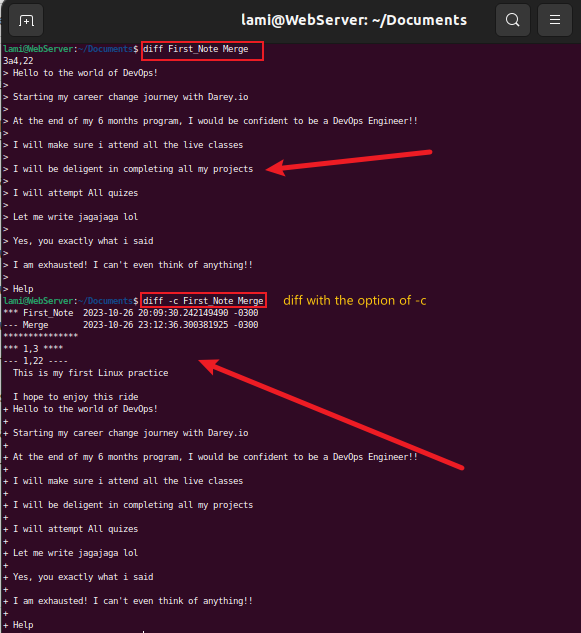 lami@WebServer: ~/Documents
lami@WebServer:~/Documents$ diff First_Note Merge
3a4,22
> Hello to the world of DevOps!
>
> Starting my career change journey with Darey.io
>
> At the end of my 6 months program, I would be confident to be a DevOps Engineer!!
>
> I will make sure i attend all the live classes
>
> I will be deligent in completing all my projects
>
> I will attempt All quizes
>
> Let me write jagajaga lol
>
> Yes, you exactly what i said
>
> I am exhausted! I can't even think of anything!!
>
> Help
lami@WebServer:~/Documents$ diff -c First_Note Merge diff with the option of -c
*** First_Note 2023-10-26 20:09:30.242149490 -0300
--- Merge 2023-10-26 23:12:36.300381925 -0300
***************
*** 1,3 ****
--- 1,22 ----
This is my first Linux practice
I hope to enjoy this ride
+ Hello to the world of DevOps!
+
+ Starting my career change journey with Darey.io
+
+ At the end of my 6 months program, I would be confident to be a DevOps Engineer!!
+
+ I will make sure i attend all the live classes
+
+ I will be deligent in completing all my projects
+
+ I will attempt All quizes
+
+ Let me write jagajaga lol
+
+ Yes, you exactly what i said
+
+ I am exhausted! I can't even think of anything!!
+
+ Help